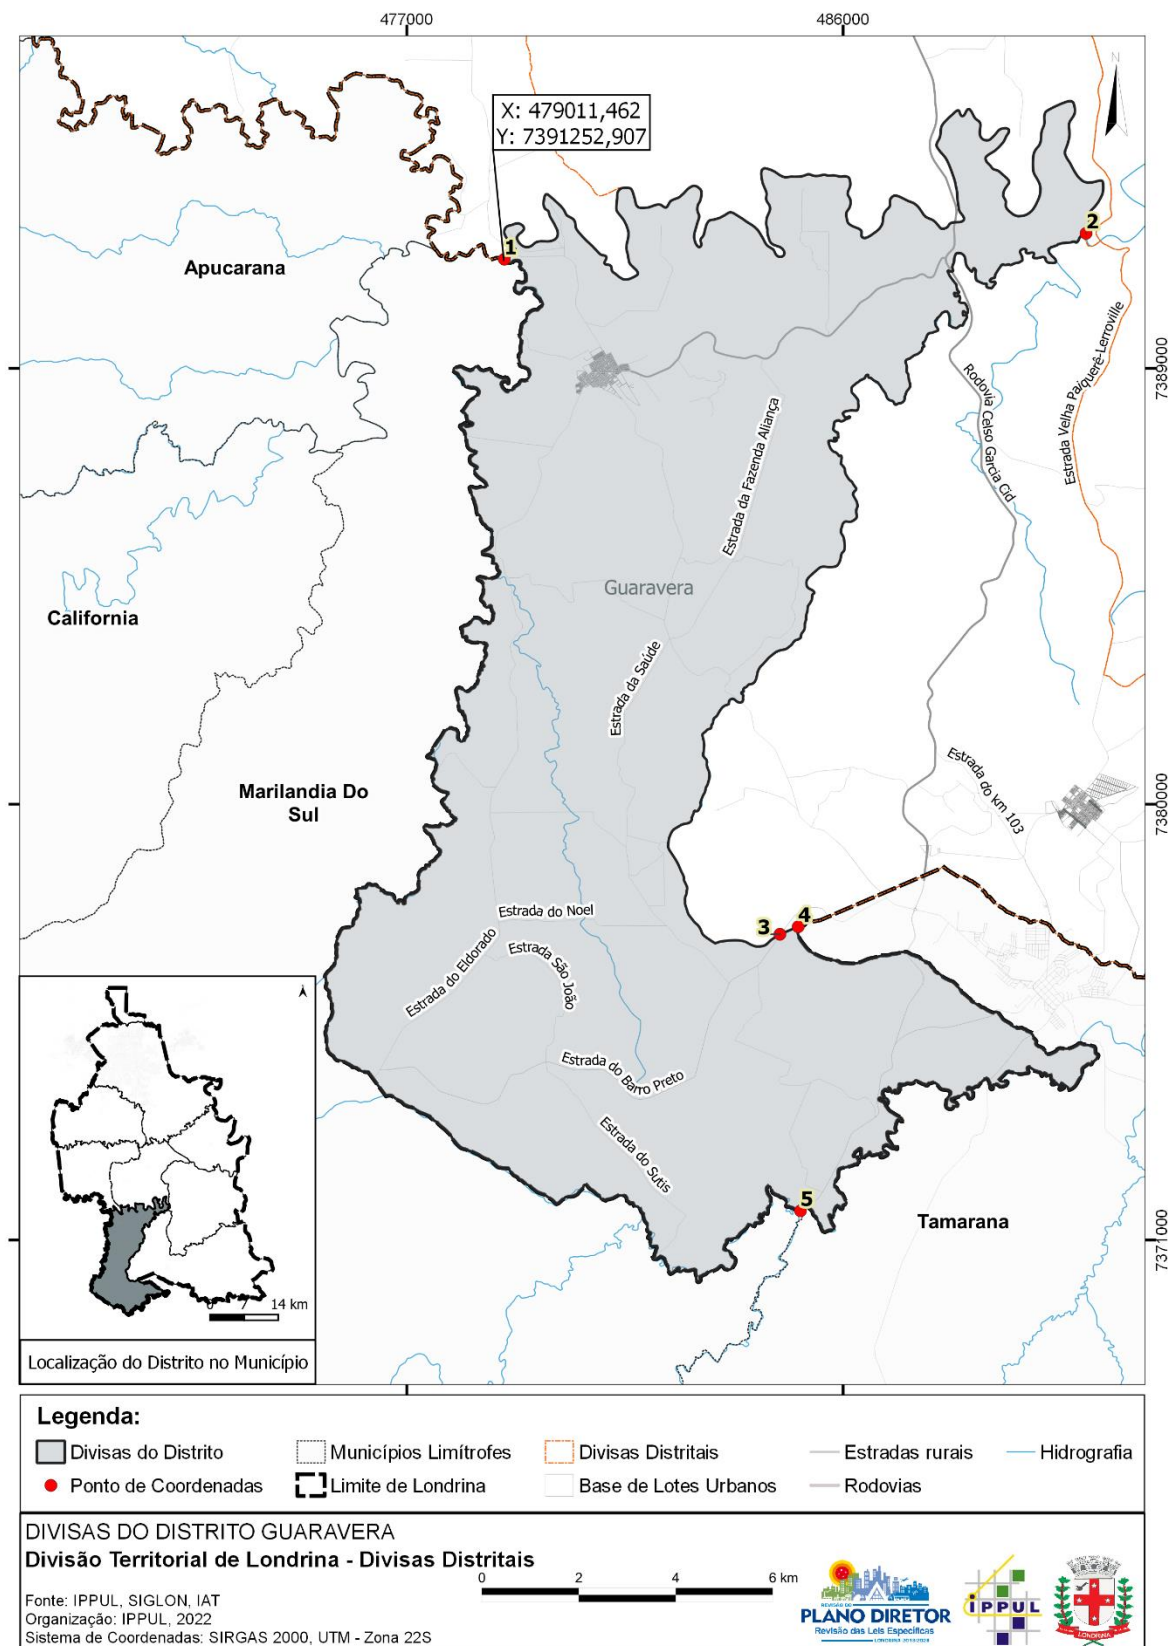 477000
486000
N
X: 479011,462
Y: 7391252,907
1
2
Apucarana
7389000
Rodovia Celso Garcia Cid
Estrada Velha Paiquerê-Lerroville
Estrada da Fazenda Aliança
Guaravera
California
Estrada da Saúde
Marilandia Do
Sul
Estrada do km 103
7380000
Estrada do Noel
3
4
Estrada do Eldorado
Estrada São João
Estrada do Barro Preto
Estrada do Sutis
5
Tamarana
7371000
0 7 14 km
Localização do Distrito no Município
Legenda:
Divisas do Distrito
Municípios Limítrofes
Divisas Distritais
Estradas rurais
Hidrografia
Ponto de Coordenadas
Limite de Londrina
Base de Lotes Urbanos
Rodovias
DIVISAS DO DISTRITO GUARAVERA
Divisão Territorial de Londrina - Divisas Distritais
0 2 4 6 km
Fonte: IPPUL, SIGLON, IAT
Organização: IPPUL, 2022
Sistema de Coordenadas: SIRGAS 2000, UTM - Zona 22S
PLANO DIRETOR
Revisão das Leis Específicas
IPPUL
LONDRINA